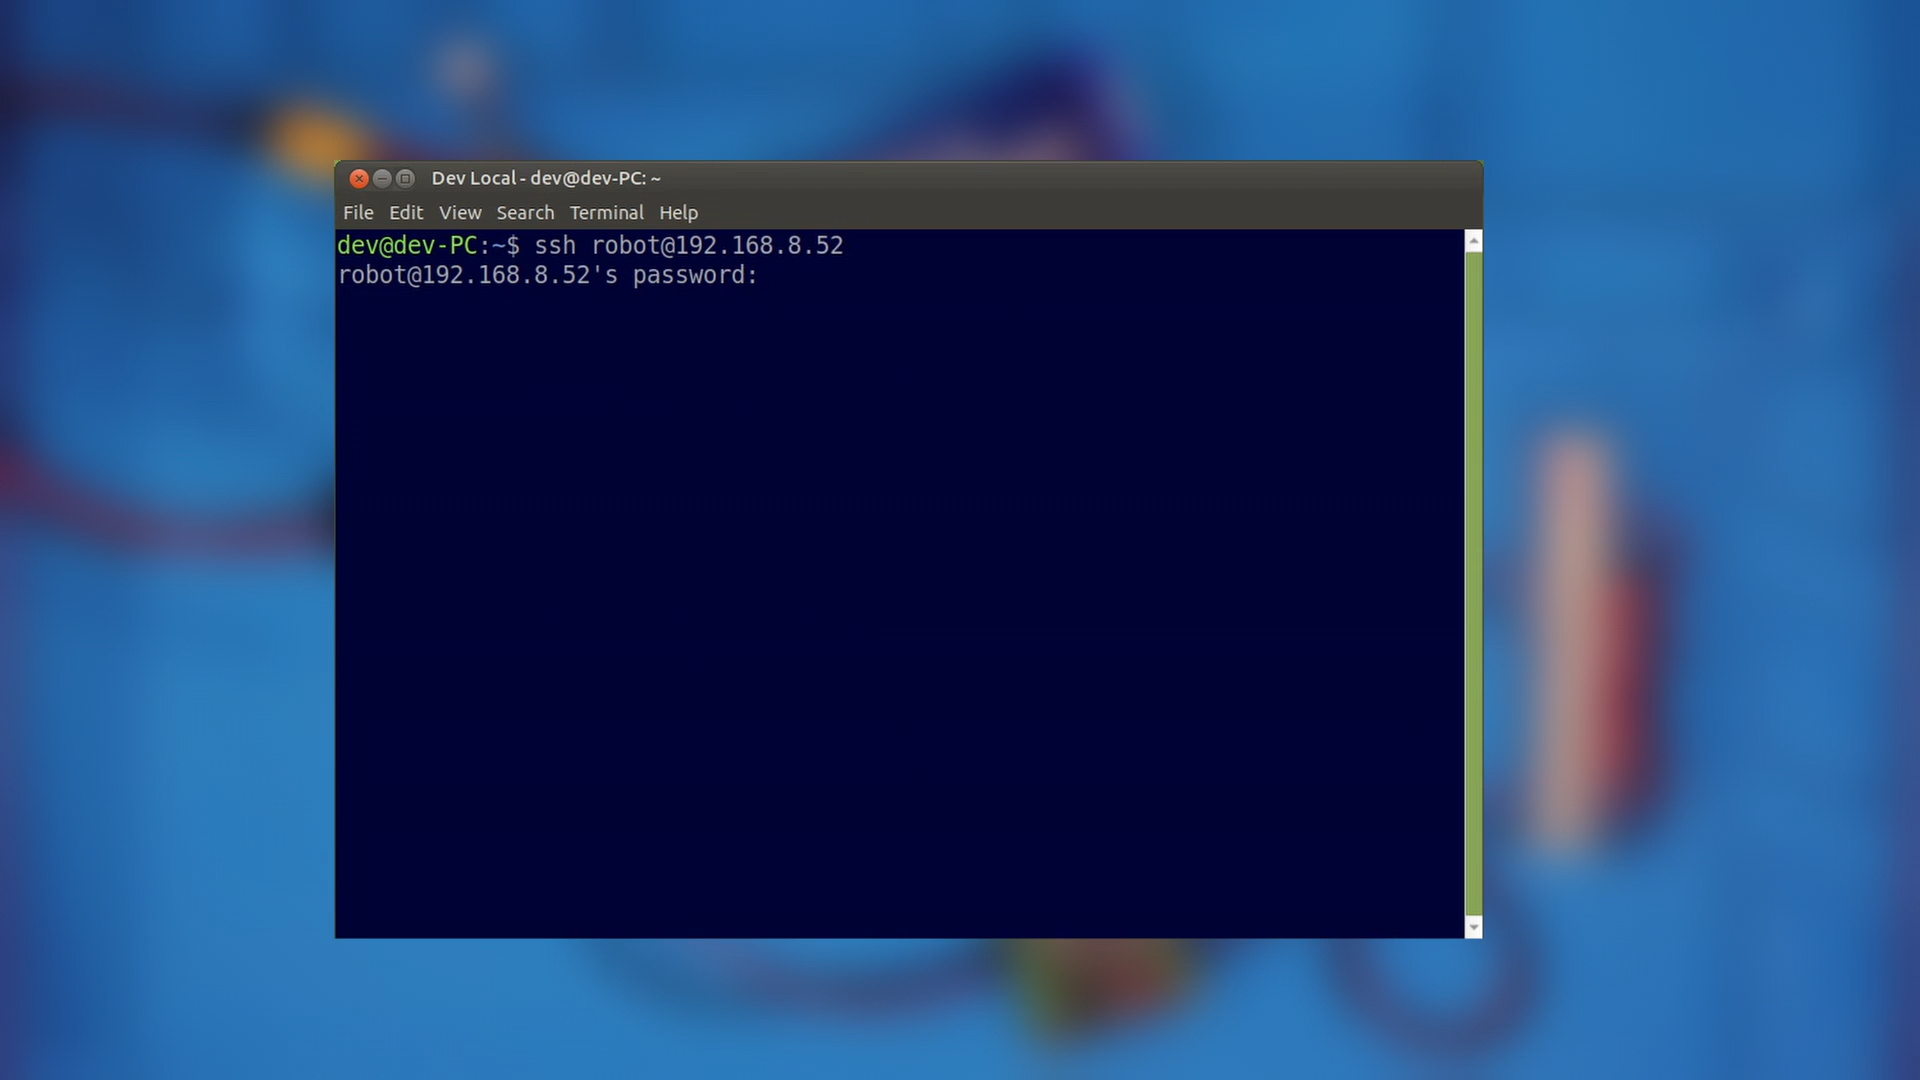 Dev Local - dev@dev-PC: ~
File Edit View Search Terminal Help
dev@dev-PC:~$ ssh robot@192.168.8.52
robot@192.168.8.52's password: